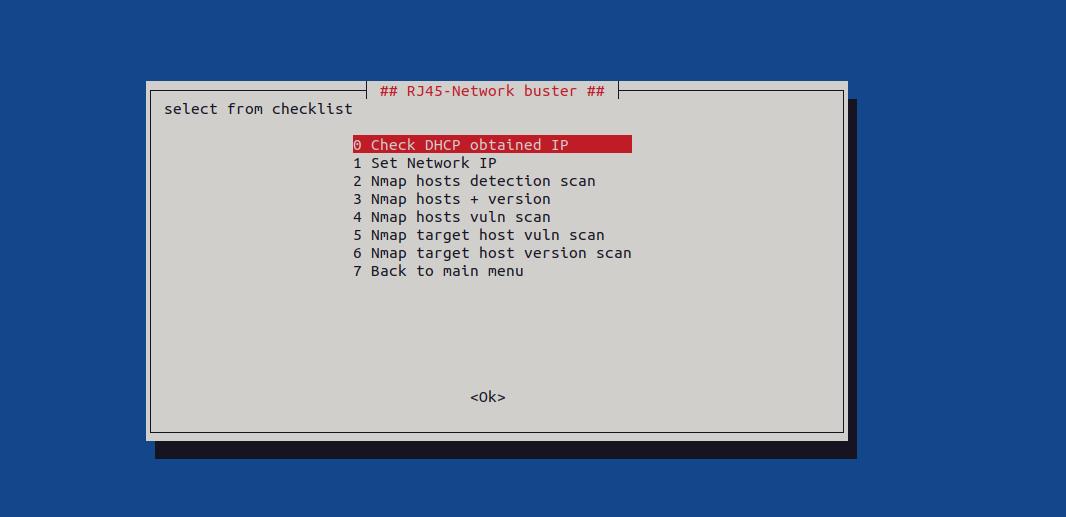 ## RJ45-Network buster ##
select from checklist
0 Check DHCP obtained IP
1 Set Network IP
2 Nmap hosts detection scan
3 Nmap hosts + version
4 Nmap hosts vuln scan
5 Nmap target host vuln scan
6 Nmap target host version scan
7 Back to main menu
<Ok>